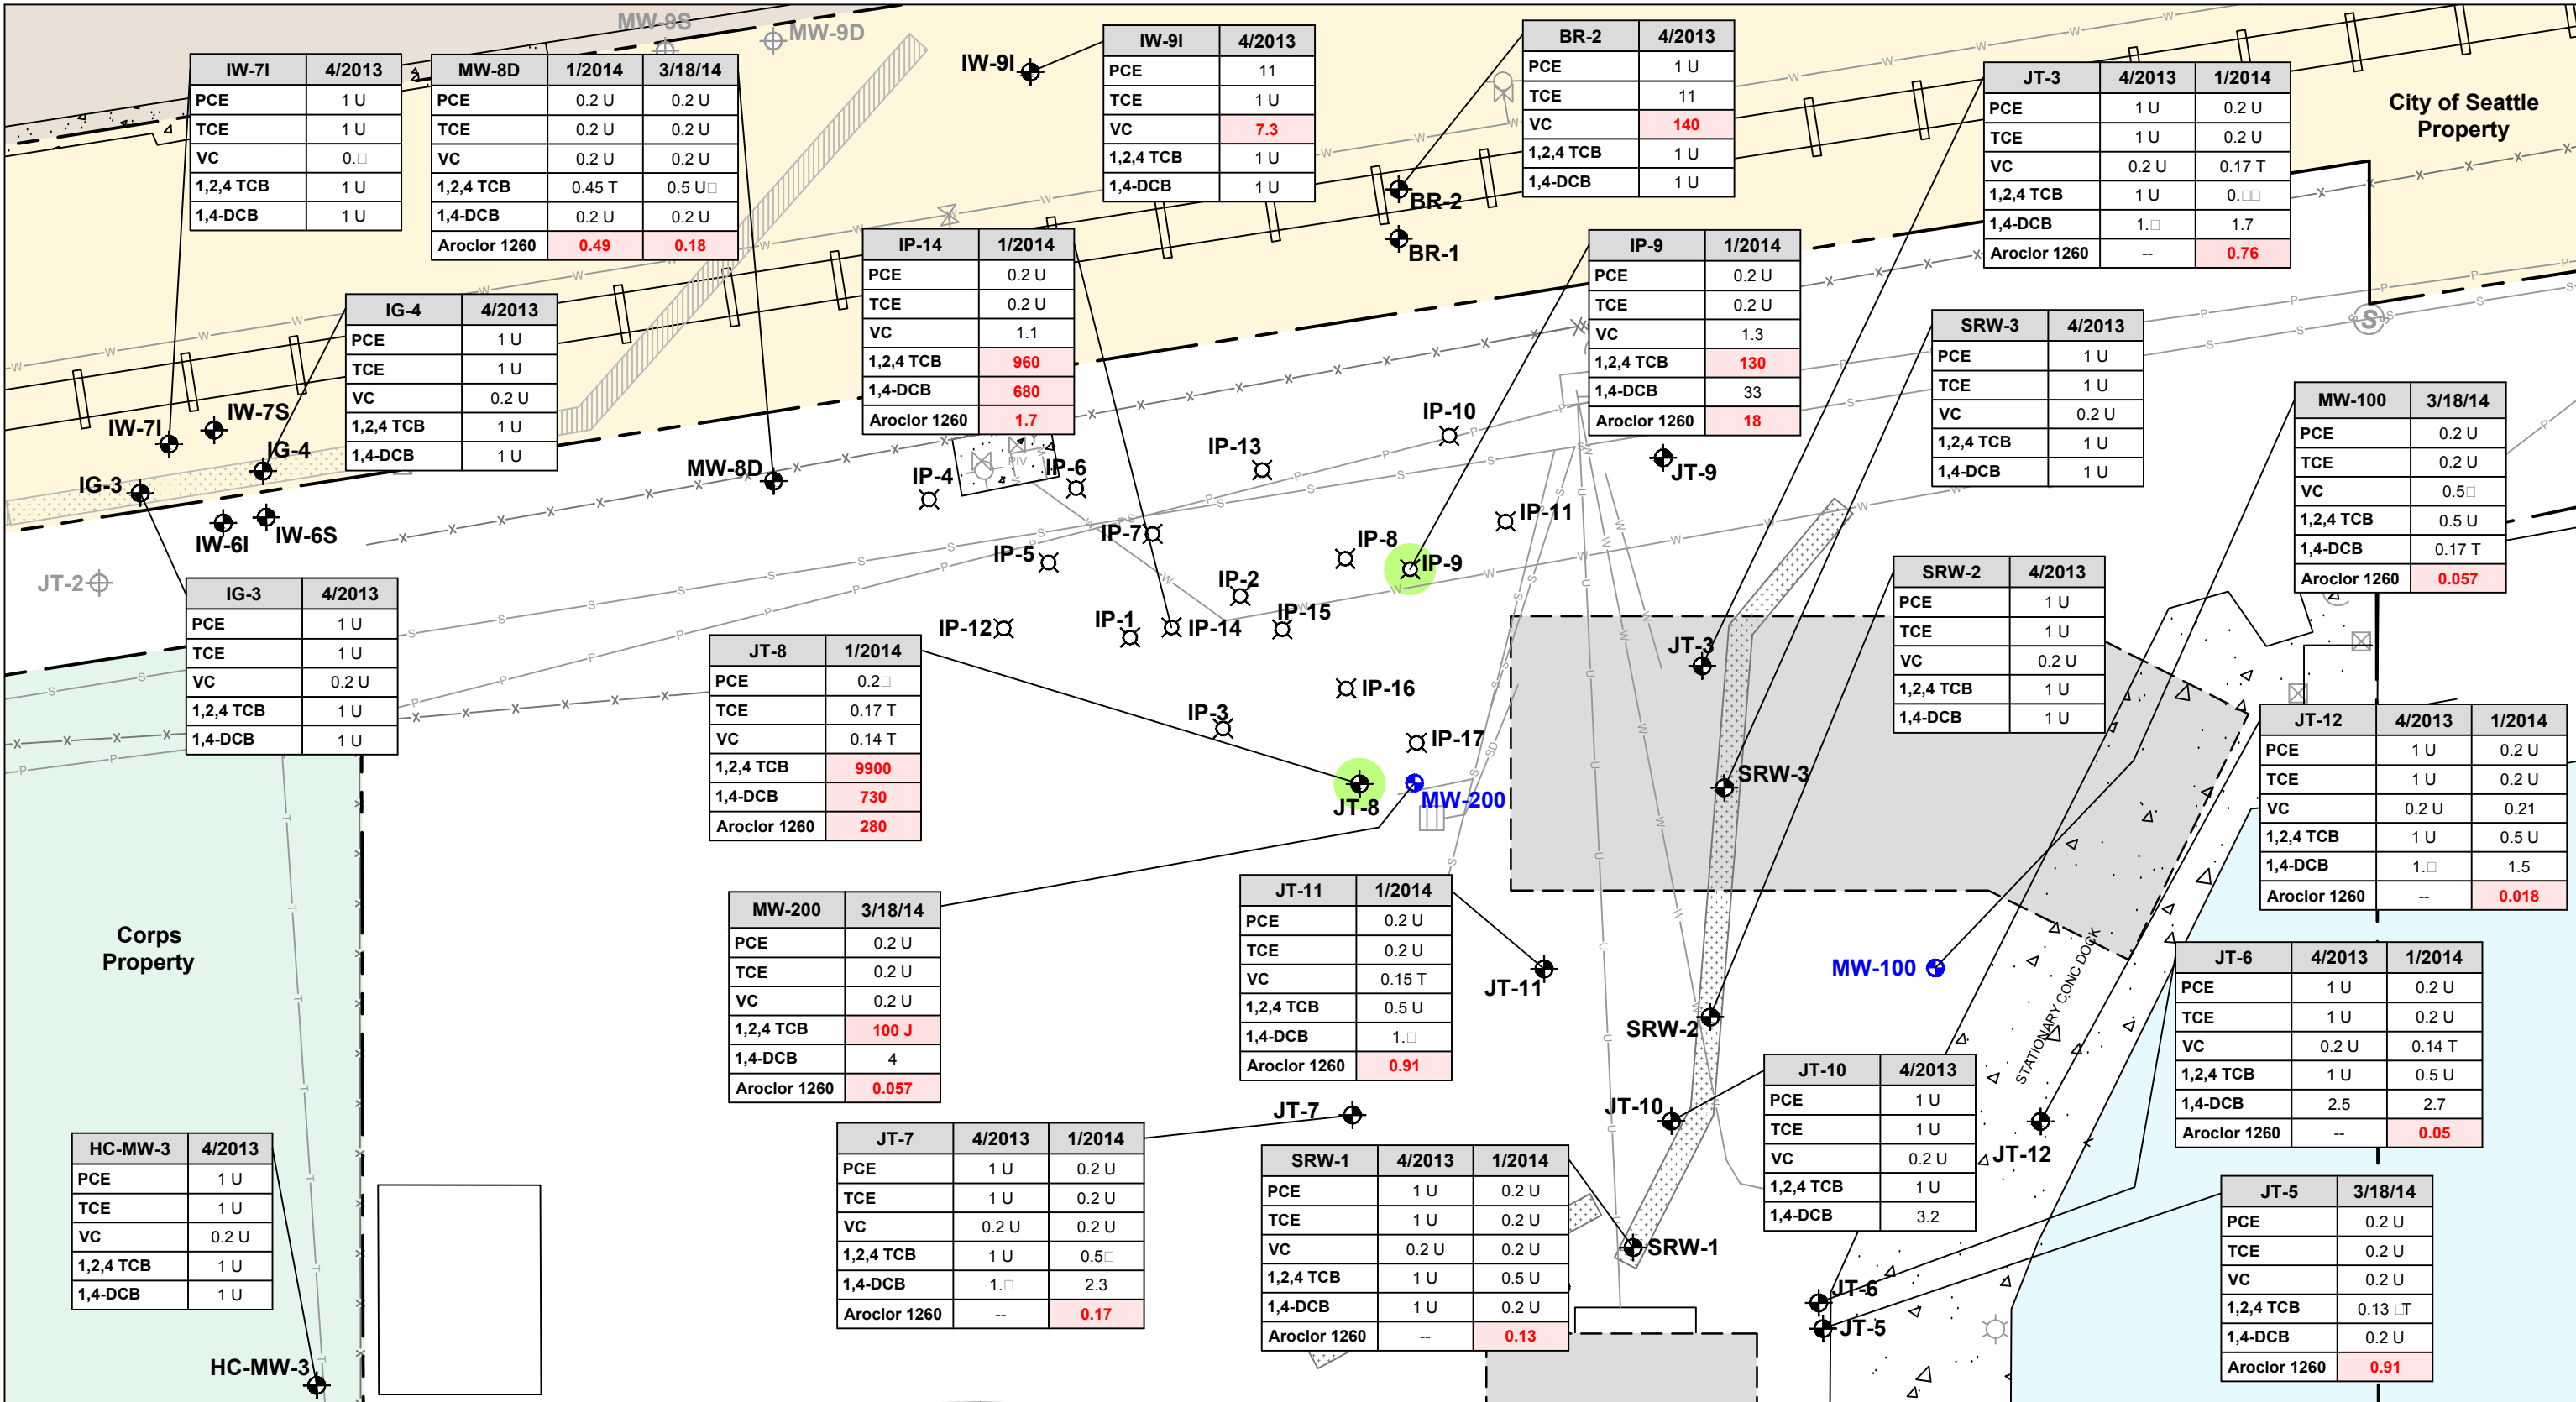 MW-9S
MW-9D
IW-7I 4/2013
PCE 1 U
TCE 1 U
VC 0.□
1,2,4 TCB 1 U
1,4-DCB 1 U
MW-8D 1/2014 3/18/14
PCE 0.2 U 0.2 U
TCE 0.2 U 0.2 U
VC 0.2 U 0.2 U
1,2,4 TCB 0.45 T 0.5 U□
1,4-DCB 0.2 U 0.2 U
Aroclor 1260 0.49 0.18
IW-9I
IW-9I 4/2013
PCE 11
TCE 1 U
VC 7.3
1,2,4 TCB 1 U
1,4-DCB 1 U
BR-2 4/2013
PCE 1 U
TCE 11
VC 140
1,2,4 TCB 1 U
1,4-DCB 1 U
JT-3 4/2013 1/2014
PCE 1 U 0.2 U
TCE 1 U 0.2 U
VC 0.2 U 0.17 T
1,2,4 TCB 1 U 0.□□
1,4-DCB 1.□ 1.7
Aroclor 1260 -- 0.76
City of Seattle
Property
BR-2
BR-1
IP-14 1/2014
PCE 0.2 U
TCE 0.2 U
VC 1.1
1,2,4 TCB 960
1,4-DCB 680
Aroclor 1260 1.7
IP-9 1/2014
PCE 0.2 U
TCE 0.2 U
VC 1.3
1,2,4 TCB 130
1,4-DCB 33
Aroclor 1260 18
IG-4 4/2013
PCE 1 U
TCE 1 U
VC 0.2 U
1,2,4 TCB 1 U
1,4-DCB 1 U
SRW-3 4/2013
PCE 1 U
TCE 1 U
VC 0.2 U
1,2,4 TCB 1 U
1,4-DCB 1 U
MW-100 3/18/14
PCE 0.2 U
TCE 0.2 U
VC 0.5□
1,2,4 TCB 0.5 U
1,4-DCB 0.17 T
Aroclor 1260 0.057
S
IW-7I
IW-7S
IG-4
IG-3
IW-6I
IW-6S
JT-2
MW-8D
IP-4
PIV
IP-6
IP-13
IP-10
JT-9
IP-11
IP-7
IP-5
IP-8
IP-9
IP-2
IP-12
IP-1
IP-14
IP-15
IP-16
IP-3
IP-17
JT-3
SRW-3
JT-8
MW-200
IG-3 4/2013
PCE 1 U
TCE 1 U
VC 0.2 U
1,2,4 TCB 1 U
1,4-DCB 1 U
JT-8 1/2014
PCE 0.2□
TCE 0.17 T
VC 0.14 T
1,2,4 TCB 9900
1,4-DCB 730
Aroclor 1260 280
SRW-2 4/2013
PCE 1 U
TCE 1 U
VC 0.2 U
1,2,4 TCB 1 U
1,4-DCB 1 U
JT-12 4/2013 1/2014
PCE 1 U 0.2 U
TCE 1 U 0.2 U
VC 0.2 U 0.21
1,2,4 TCB 1 U 0.5 U
1,4-DCB 1.□ 1.5
Aroclor 1260 -- 0.018
Corps
Property
MW-200 3/18/14
PCE 0.2 U
TCE 0.2 U
VC 0.2 U
1,2,4 TCB 100 J
1,4-DCB 4
Aroclor 1260 0.057
JT-11 1/2014
PCE 0.2 U
TCE 0.2 U
VC 0.15 T
1,2,4 TCB 0.5 U
1,4-DCB 1.□
Aroclor 1260 0.91
JT-11
MW-100
SRW-2
STATIONARY CONC DOCK
JT-6 4/2013 1/2014
PCE 1 U 0.2 U
TCE 1 U 0.2 U
VC 0.2 U 0.14 T
1,2,4 TCB 1 U 0.5 U
1,4-DCB 2.5 2.7
Aroclor 1260 -- 0.05
JT-7
JT-10
JT-12
JT-10 4/2013
PCE 1 U
TCE 1 U
VC 0.2 U
1,2,4 TCB 1 U
1,4-DCB 3.2
HC-MW-3 4/2013
PCE 1 U
TCE 1 U
VC 0.2 U
1,2,4 TCB 1 U
1,4-DCB 1 U
JT-7 4/2013 1/2014
PCE 1 U 0.2 U
TCE 1 U 0.2 U
VC 0.2 U 0.2 U
1,2,4 TCB 1 U 0.5□
1,4-DCB 1.□ 2.3
Aroclor 1260 -- 0.17
SRW-1 4/2013 1/2014
PCE 1 U 0.2 U
TCE 1 U 0.2 U
VC 0.2 U 0.2 U
1,2,4 TCB 1 U 0.5 U
1,4-DCB 1 U 0.2 U
Aroclor 1260 -- 0.13
SRW-1
JT-5 3/18/14
PCE 0.2 U
TCE 0.2 U
VC 0.2 U
1,2,4 TCB 0.13 □T
1,4-DCB 0.2 U
Aroclor 1260 0.91
JT-6
JT-5
HC-MW-3